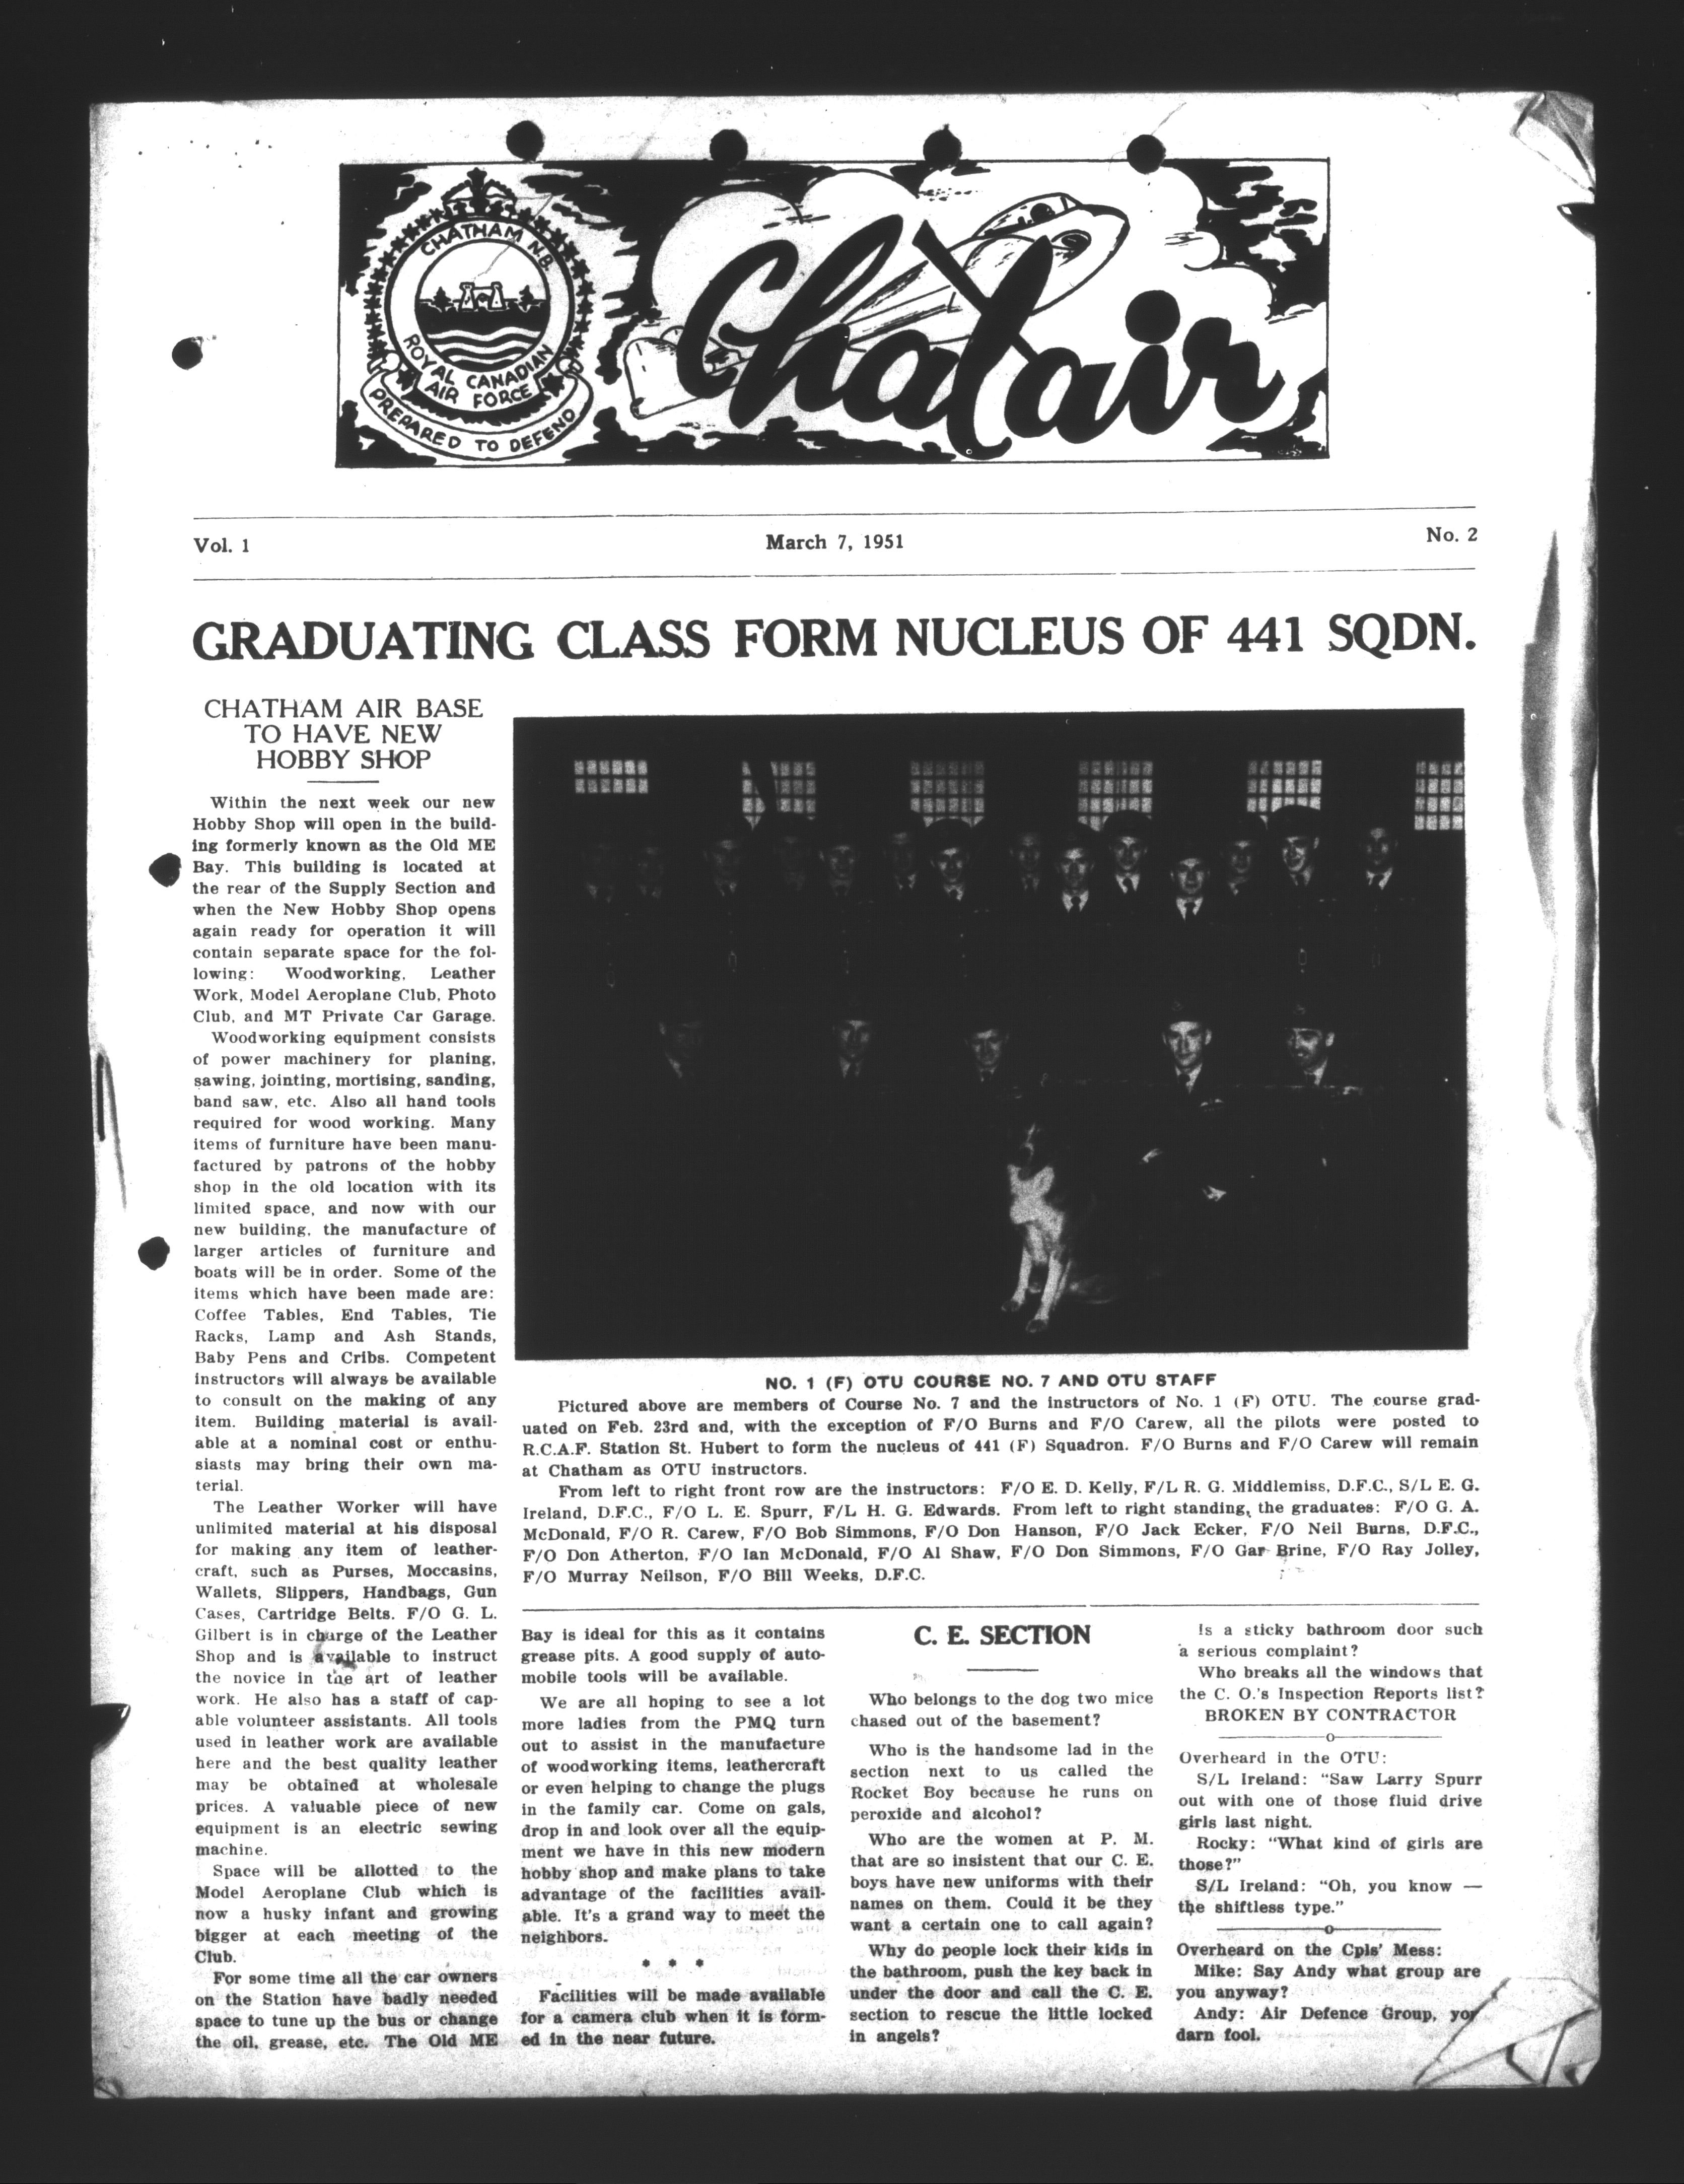 CHATHAM N.B.
ROYAL CANADIAN
AIR FORCE
PREPARED TO DEFEND
Chatair
Vol. 1
March 7, 1951
No. 2
GRADUATING CLASS FORM NUCLEUS OF 441 SQDN.
CHATHAM AIR BASE
TO HAVE NEW
HOBBY SHOP
Within the next week our new
Hobby Shop will open in the build-
ing formerly known as the Old ME
Bay. This building is located at
the rear of the Supply Section and
when the New Hobby Shop opens
again ready for operation it will
contain separate space for the fol-
lowing: Woodworking, Leather
Work, Model Aeroplane Club, Photo
Club, and MT Private Car Garage.
Woodworking equipment consists
of power machinery for planing,
sawing, jointing, mortising, sanding,
band saw, etc. Also all hand tools
required for wood working. Many
items of furniture have been manu-
factured by patrons of the hobby
shop in the old location with its
limited space, and now with our
new building, the manufacture of
larger articles of furniture and
boats will be in order. Some of the
items which have been made are:
Coffee Tables, End Tables, Tie
Racks, Lamp and Ash Stands,
Baby Pens and Cribs. Competent
instructors will always be available
to consult on the making of any
item. Building material is avail-
able at a nominal cost or enthu-
siasts may bring their own ma-
terial.
The Leather Worker will have
unlimited material at his disposal
for making any item of leather-
craft, such as Purses, Moccasins,
Wallets, Slippers, Handbags, Gun
Cases, Cartridge Belts. F/O G. L.
Gilbert is in charge of the Leather
Shop and is available to instruct
the novice in the art of leather
work. He also has a staff of cap-
able volunteer assistants. All tools
used in leather work are available
here and the best quality leather
may be obtained at wholesale
prices. A valuable piece of new
equipment is an electric sewing
machine.
Space will be allotted to the
Model Aeroplane Club which is
now a husky infant and growing
bigger at each meeting of the
Club.
For some time all the car owners
on the Station have badly needed
space to tune up the bus or change
the oil, grease, etc. The Old ME
NO. 1 (F) OTU COURSE NO. 7 AND OTU STAFF
Pictured above are members of Course No. 7 and the instructors of No. 1 (F) OTU. The course grad-
uated on Feb. 23rd and, with the exception of F/O Burns and F/O Carew, all the pilots were posted to
R.C.A.F. Station St. Hubert to form the nucleus of 441 (F) Squadron. F/O Burns and F/O Carew will remain
at Chatham as OTU instructors.
From left to right front row are the instructors: F/O E. D. Kelly, F/L R. G. Middlemiss, D.F.C., S/L E. G.
Ireland, D.F.C., F/O L. E. Spurr, F/L H. G. Edwards. From left to right standing, the graduates: F/O G. A.
McDonald, F/O R. Carew, F/O Bob Simmons, F/O Don Hanson, F/O Jack Ecker, F/O Neil Burns, D.F.C.,
F/O Don Atherton, F/O Ian McDonald, F/O Al Shaw, F/O Don Simmons, F/O Gar Brine, F/O Ray Jolley,
F/O Murray Neilson, F/O Bill Weeks, D.F.C.
Bay is ideal for this as it contains
grease pits. A good supply of auto-
mobile tools will be available.
We are all hoping to see a lot
more ladies from the PMQ turn
out to assist in the manufacture
of woodworking items, leathercraft
or even helping to change the plugs
in the family car. Come on gals,
drop in and look over all the equip-
ment we have in this new modern
hobby shop and make plans to take
advantage of the facilities avail-
able. It's a grand way to meet the
neighbors.
* * *
Facilities will be made available
for a camera club when it is form-
ed in the near future.
C. E. SECTION
Who belongs to the dog two mice
chased out of the basement?
Who is the handsome lad in the
section next to us called the
Rocket Boy because he runs on
peroxide and alcohol?
Who are the women at P. M.
that are so insistent that our C. E.
boys have new uniforms with their
names on them. Could it be they
want a certain one to call again?
Why do people lock their kids in
the bathroom, push the key back in
under the door and call the C. E.
section to rescue the little locked
in angels?
Is a sticky bathroom door such
a serious complaint?
Who breaks all the windows that
the C. O.'s Inspection Reports list?
BROKEN BY CONTRACTOR
o
Overheard in the OTU:
S/L Ireland: "Saw Larry Spurr
out with one of those fluid drive
girls last night.
Rocky: "What kind of girls are
those?"
S/L Ireland: "Oh, you know —
the shiftless type."
o
Overheard on the Cpls' Mess:
Mike: Say Andy what group are
you anyway?
Andy: Air Defence Group, you
darn fool.